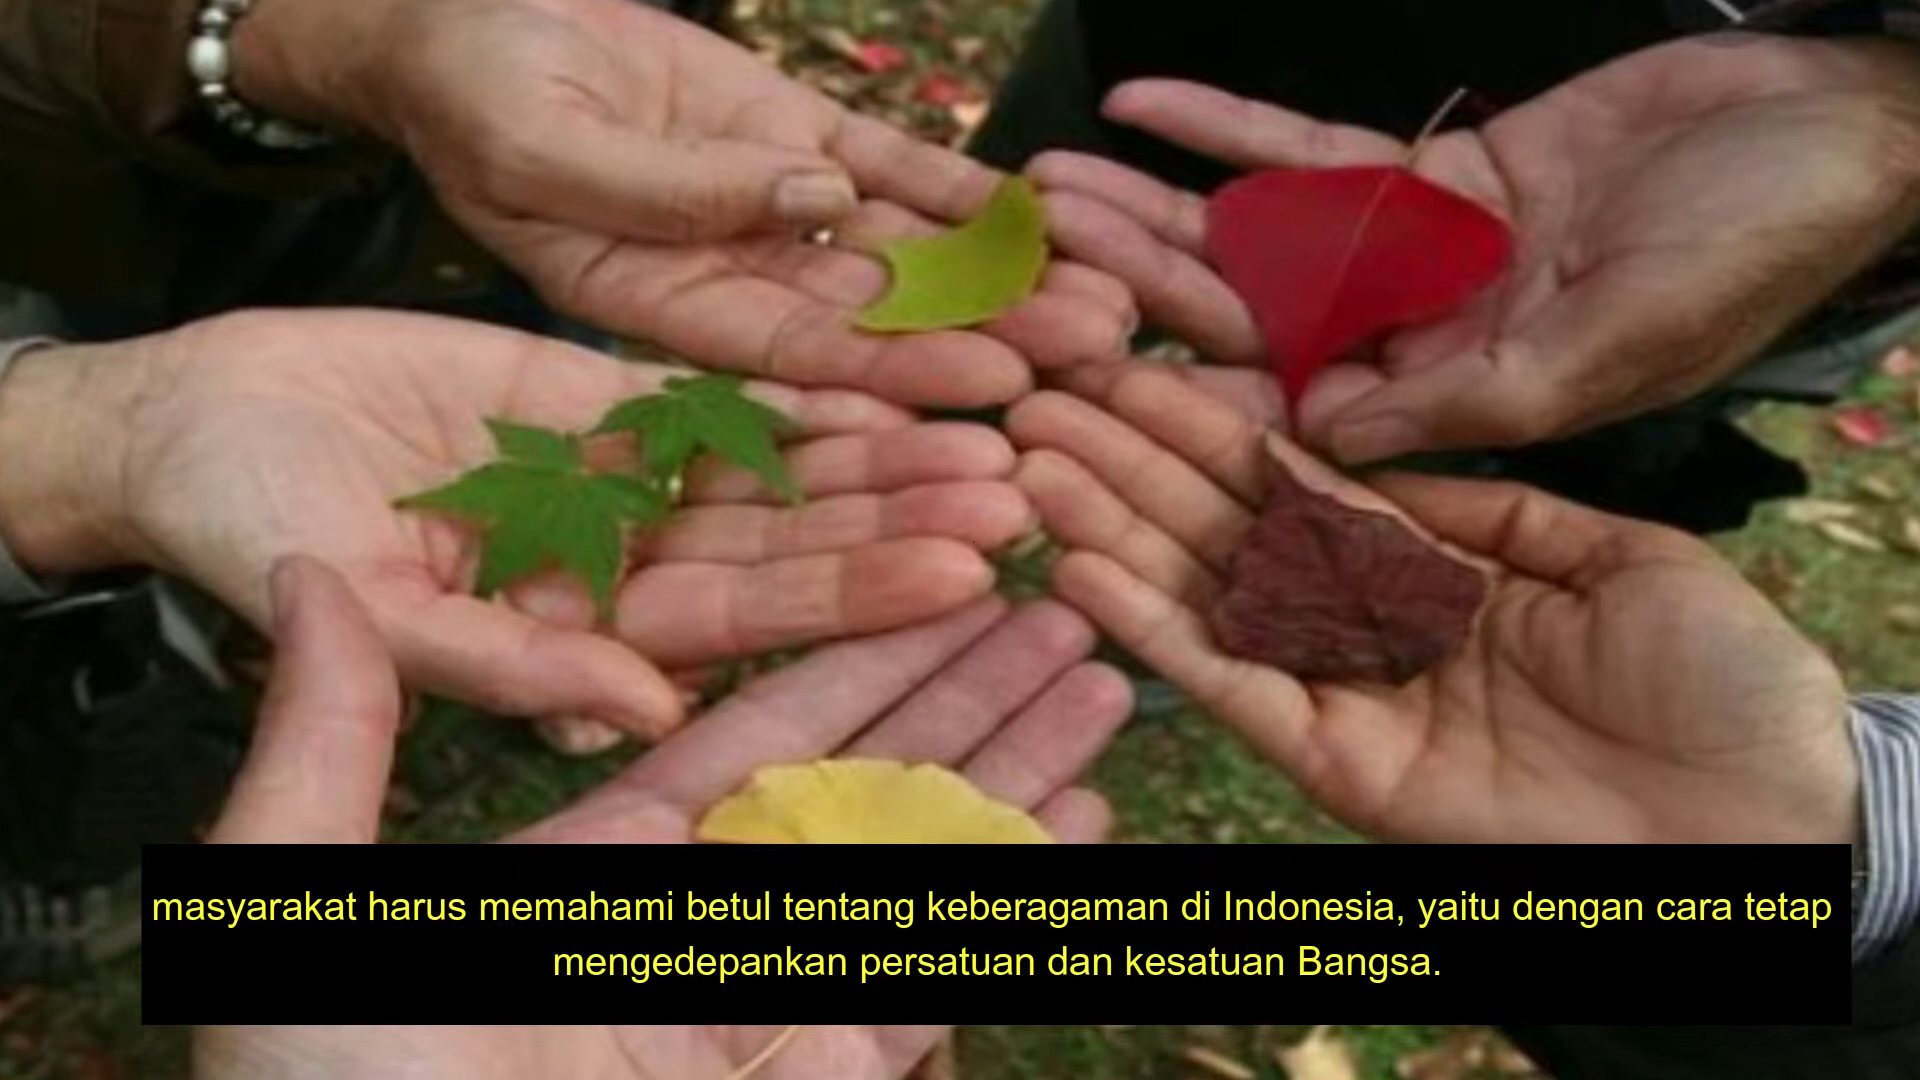 masyarakat harus memahami betul tentang keberagaman di Indonesia, yaitu dengan cara tetap
mengedepankan persatuan dan kesatuan Bangsa.